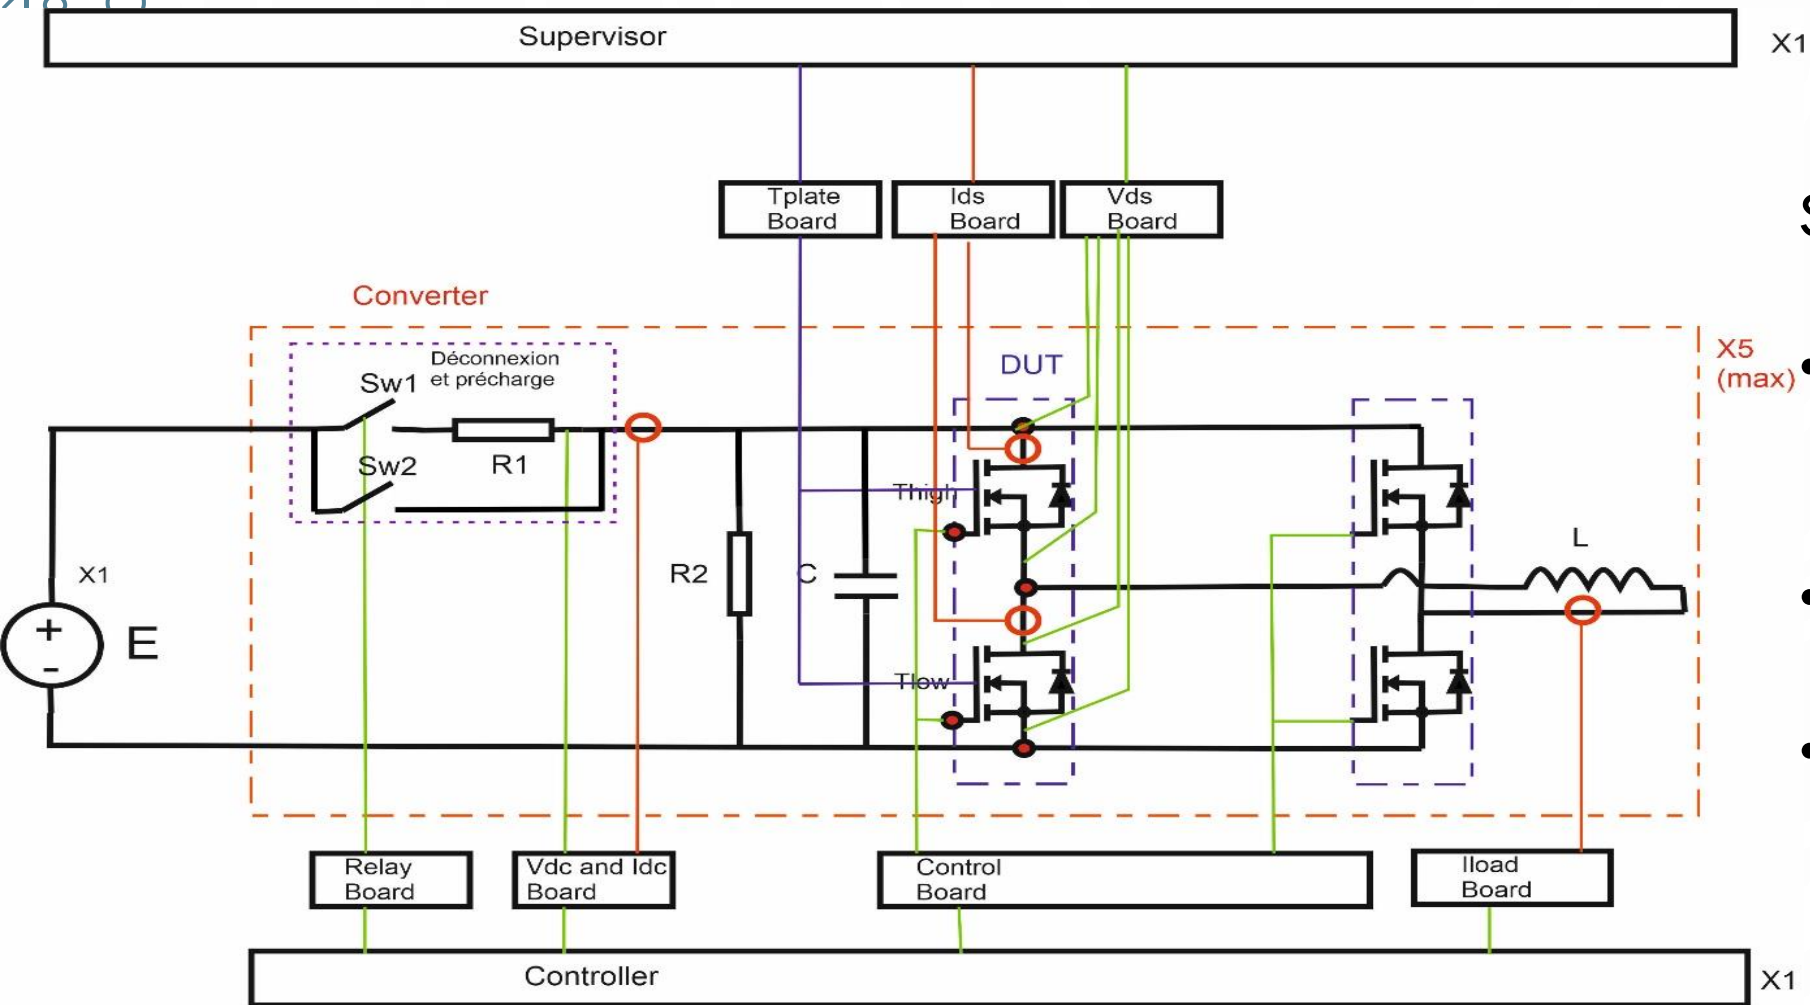 Supervisor
X1
Tplate
Board
Ids
Board
Vds
Board
Converter
X5
(max)
Déconnexion
et précharge
Sw1
DUT
R1
Sw2
Thigh
L
X1
R2
C
+
-
E
Tlow
Relay
Board
Vdc and Idc
Board
Control
Board
Iload
Board
Controller
X1